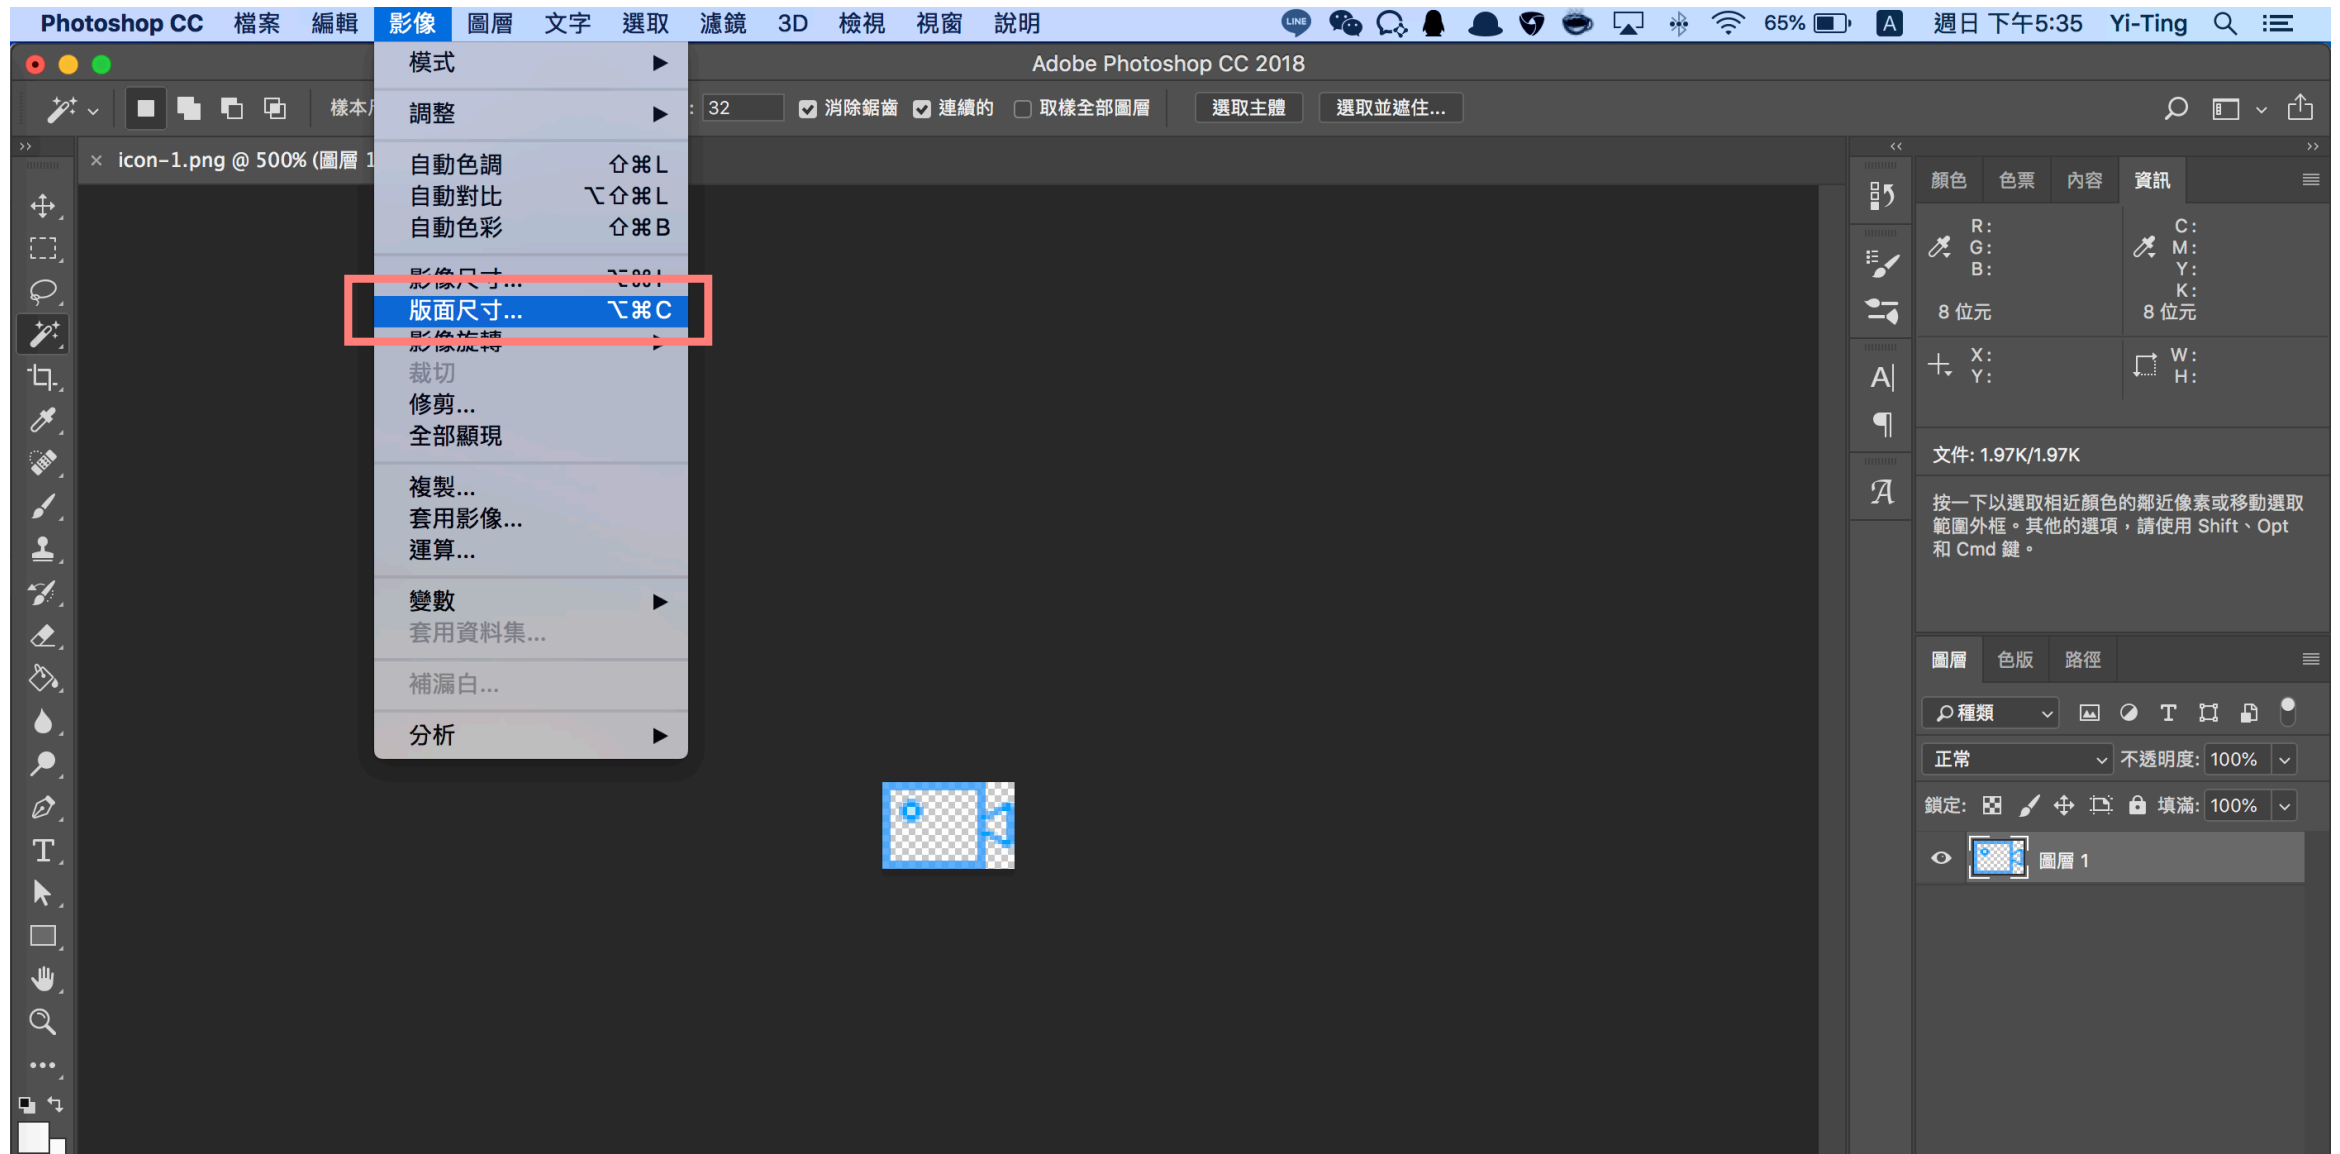 Photoshop CC 檔案 編輯 影像 圖層 文字 選取 濾鏡 3D 檢視 視窗 說明 LINE 65% A 週日 下午5:35 Yi-Ting
Adobe Photoshop CC 2018
: 32 消除鋸齒 連續的 取樣全部圖層 選取主體 選取並遮住...
icon-1.png @ 500% (圖層 1
模式
調整
自動色調 ⇧⌘L
自動對比 ⌥⇧⌘L
自動色彩 ⇧⌘B
影像尺寸... ⌥⌘I
版面尺寸... ⌥⌘C
影像旋轉
裁切
修剪...
全部顯現
複製...
套用影像...
運算...
變數
套用資料集...
補漏白...
分析
顏色 色票 內容 資訊
R: C:
G: M:
B: Y:
K:
8 位元 8 位元
X: W:
Y: H:
文件: 1.97K/1.97K
按一下以選取相近顏色的鄰近像素或移動選取
範圍外框。其他的選項，請使用 Shift、Opt
和 Cmd 鍵。
圖層 色版 路徑
種類
正常 不透明度: 100%
鎖定: 填滿: 100%
圖層 1